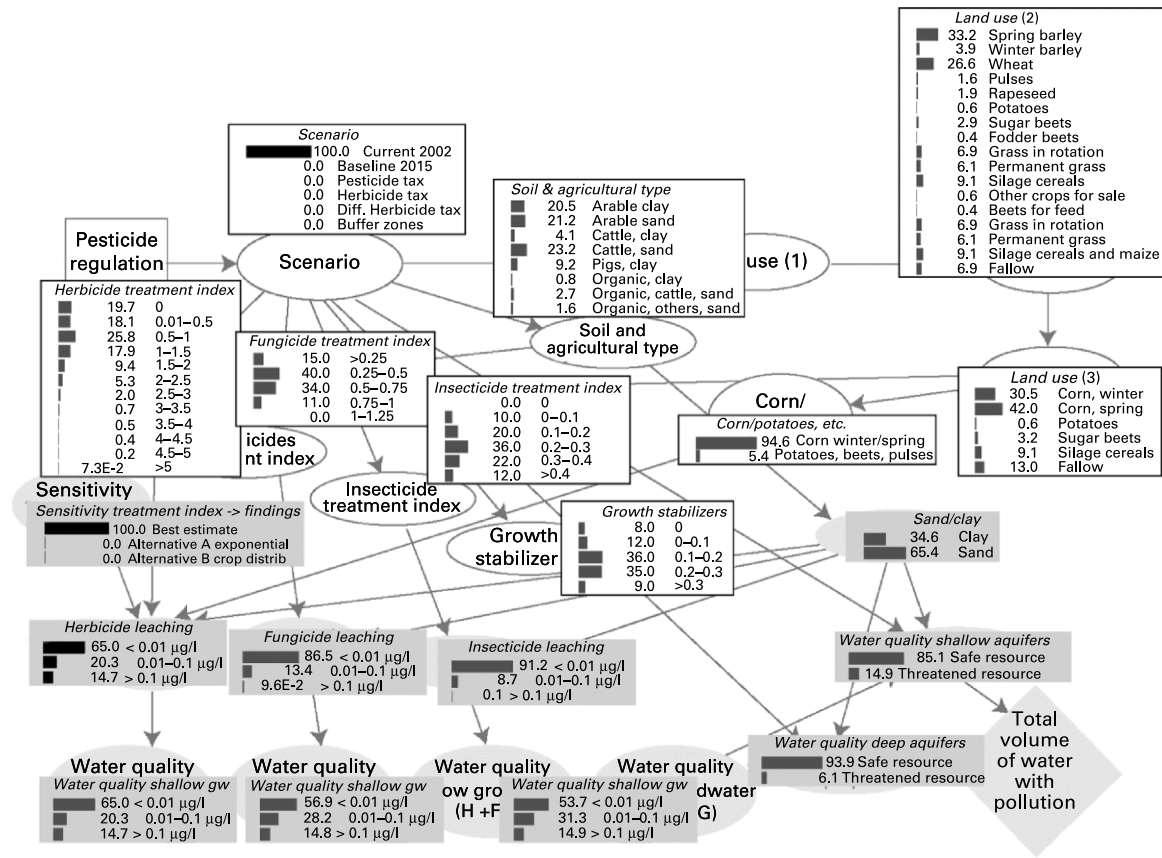 Land use (2)
33.2 Spring barley
3.9 Winter barley
26.6 Wheat
1.6 Pulses
1.9 Rapeseed
0.6 Potatoes
2.9 Sugar beets
0.4 Fodder beets
6.9 Grass in rotation
6.1 Permanent grass
9.1 Silage cereals
0.6 Other crops for sale
0.4 Beets for feed
6.9 Grass in rotation
6.1 Permanent grass
9.1 Silage cereals and maize
6.9 Fallow
Scenario
100.0 Current 2002
0.0 Baseline 2015
0.0 Pesticide tax
0.0 Herbicide tax
0.0 Diff. Herbicide tax
0.0 Buffer zones
Soil & agricultural type
20.5 Arable clay
21.2 Arable sand
4.1 Cattle, clay
23.2 Cattle, sand
9.2 Pigs, clay
0.8 Organic, clay
2.7 Organic, cattle, sand
1.6 Organic, others, sand
Pesticide
regulation
Scenario
use (1)
Soil and
agricultural type
Herbicide treatment index
19.7 0
18.1 0.01–0.5
25.8 0.5–1
17.9 1–1.5
9.4 1.5–2
5.3 2–2.5
2.0 2.5–3
0.7 3–3.5
0.5 3.5–4
0.4 4–4.5
0.2 4.5–5
7.3E-2 >5
Fungicide treatment index
15.0 >0.25
40.0 0.25–0.5
34.0 0.5–0.75
11.0 0.75–1
0.0 1–1.25
Insecticide treatment index
0.0 0
10.0 0–0.1
20.0 0.1–0.2
36.0 0.2–0.3
22.0 0.3–0.4
12.0 >0.4
Corn/
Corn/potatoes, etc.
94.6 Corn winter/spring
5.4 Potatoes, beets, pulses
Land use (3)
30.5 Corn, winter
42.0 Corn, spring
0.6 Potatoes
3.2 Sugar beets
9.1 Silage cereals
13.0 Fallow
icides
nt index
Sensitivity
Sensitivity treatment index -> findings
100.0 Best estimate
0.0 Alternative A exponential
0.0 Alternative B crop distrib
Insecticide
treatment index
Growth
stabilizer
Growth stabilizers
8.0 0
12.0 0–0.1
36.0 0.1–0.2
35.0 0.2–0.3
9.0 >0.3
Sand/clay
34.6 Clay
65.4 Sand
Herbicide leaching
65.0 < 0.01 µg/l
20.3 0.01–0.1 µg/l
14.7 > 0.1 µg/l
Fungicide leaching
86.5 < 0.01 µg/l
13.4 0.01–0.1 µg/l
9.6E-2 > 0.1 µg/l
Insecticide leaching
91.2 < 0.01 µg/l
8.7 0.01–0.1 µg/l
0.1 > 0.1 µg/l
Water quality shallow aquifers
85.1 Safe resource
14.9 Threatened resource
Water quality deep aquifers
93.9 Safe resource
6.1 Threatened resource
Total
volume
of water
with
pollution
Water quality
Water quality shallow gw
65.0 < 0.01 µg/l
20.3 0.01–0.1 µg/l
14.7 > 0.1 µg/l
Water quality
Water quality shallow gw
56.9 < 0.01 µg/l
28.2 0.01–0.1 µg/l
14.8 > 0.1 µg/l
Water quality
ow gro
(H +F
Water quality shallow gw
53.7 < 0.01 µg/l
31.3 0.01–0.1 µg/l
14.9 > 0.1 µg/l
Water quality
dwater
G)